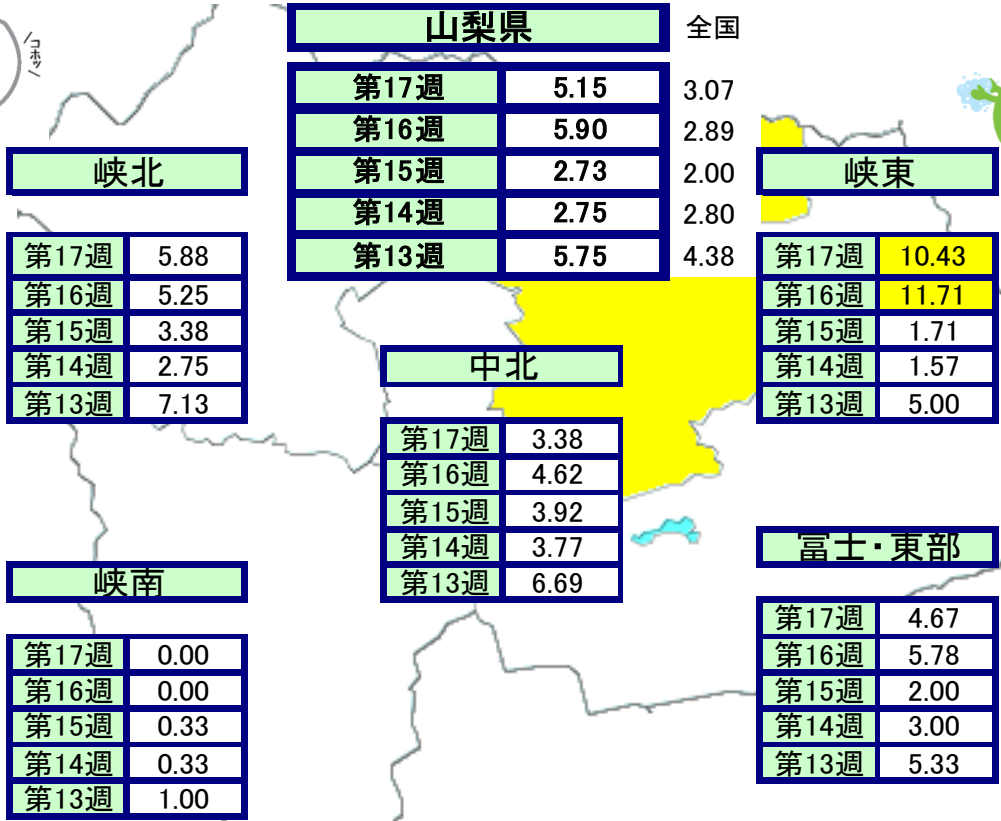 コホッ
山梨県 全国
第17週 5.15 3.07
第16週 5.90 2.89
第15週 2.73 2.00
第14週 2.75 2.80
第13週 5.75 4.38
峡北
第17週 5.88
第16週 5.25
第15週 3.38
第14週 2.75
第13週 7.13
峡東
第17週 10.43
第16週 11.71
第15週 1.71
第14週 1.57
第13週 5.00
中北
第17週 3.38
第16週 4.62
第15週 3.92
第14週 3.77
第13週 6.69
峡南
第17週 0.00
第16週 0.00
第15週 0.33
第14週 0.33
第13週 1.00
富士・東部
第17週 4.67
第16週 5.78
第15週 2.00
第14週 3.00
第13週 5.33